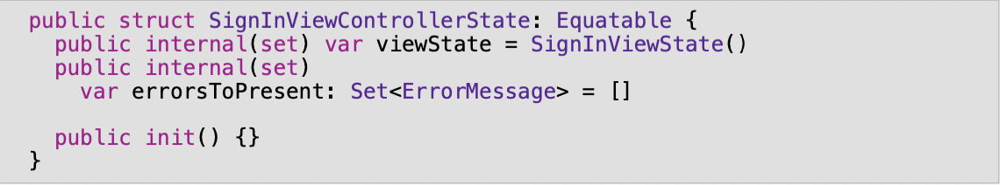 public struct SignInViewControllerState: Equatable {
  public internal(set) var viewState = SignInViewState()
  public internal(set)
    var errorsToPresent: Set<ErrorMessage> = []

  public init() {}
}